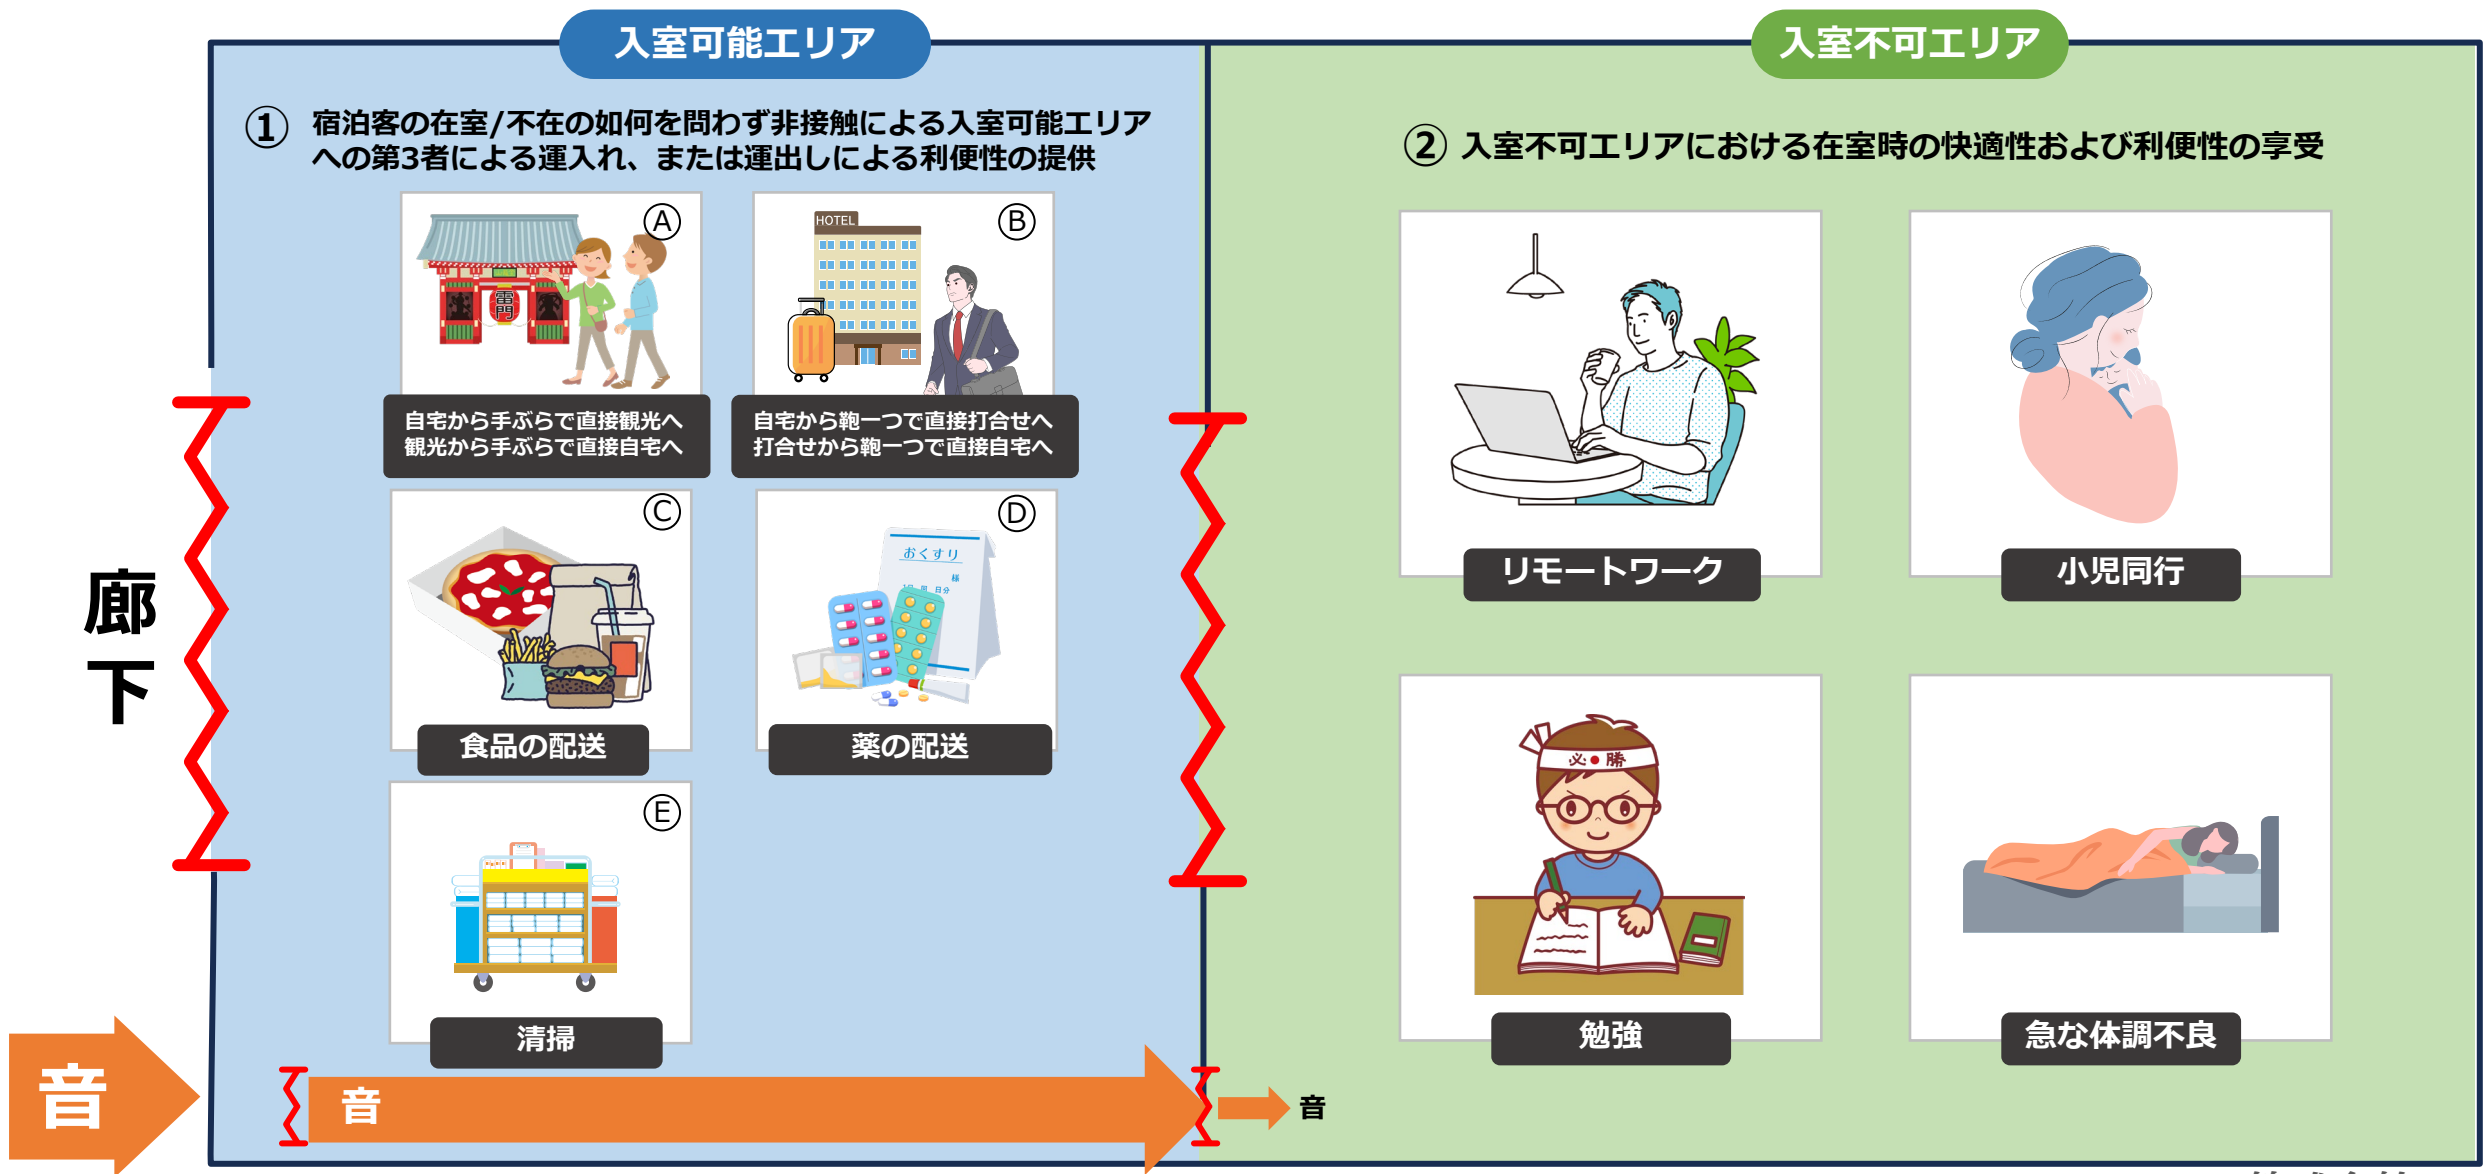 入室可能エリア
入室不可エリア
① 宿泊客の在室/不在の如何を問わず非接触による入室可能エリア
への第3者による運入れ、または運出しによる利便性の提供
② 入室不可エリアにおける在室時の快適性および利便性の享受
A
雷門
自宅から手ぶらで直接観光へ
観光から手ぶらで直接自宅へ
B
HOTEL
自宅から鞄一つで直接打合せへ
打合せから鞄一つで直接自宅へ
C
食品の配送
D
おくすり
様
日分
薬の配送
E
清掃
リモートワーク
小児同行
必勝
勉強
急な体調不良
廊下
音
音
音